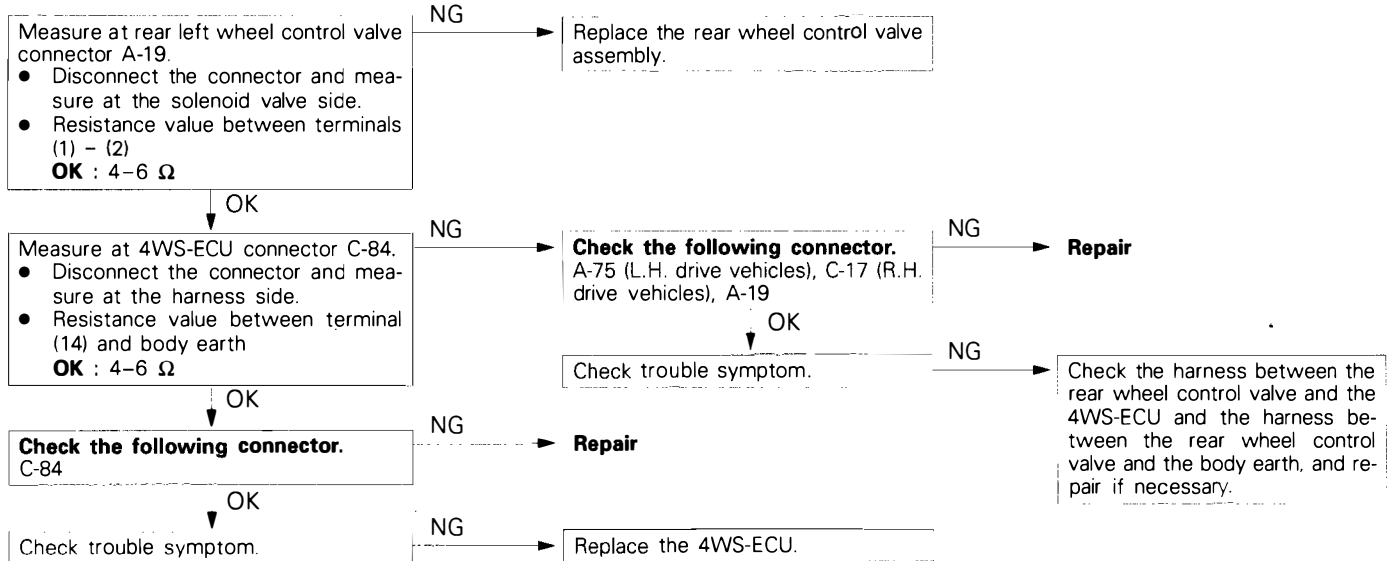 NG
Measure at rear left wheel control valve
connector A-19.
● Disconnect the connector and mea-
sure at the solenoid valve side.
● Resistance value between terminals
(1) – (2)
OK : 4–6 Ω
Replace the rear wheel control valve
assembly.
OK
NG
Measure at 4WS-ECU connector C-84.
● Disconnect the connector and mea-
sure at the harness side.
● Resistance value between terminal
(14) and body earth
OK : 4–6 Ω
Check the following connector.
A-75 (L.H. drive vehicles), C-17 (R.H.
drive vehicles), A-19
NG
Repair
OK
Check trouble symptom.
NG
Check the harness between the
rear wheel control valve and the
4WS-ECU and the harness be-
tween the rear wheel control
valve and the body earth, and re-
pair if necessary.
OK
Check the following connector.
C-84
NG
Repair
OK
Check trouble symptom.
NG
Replace the 4WS-ECU.